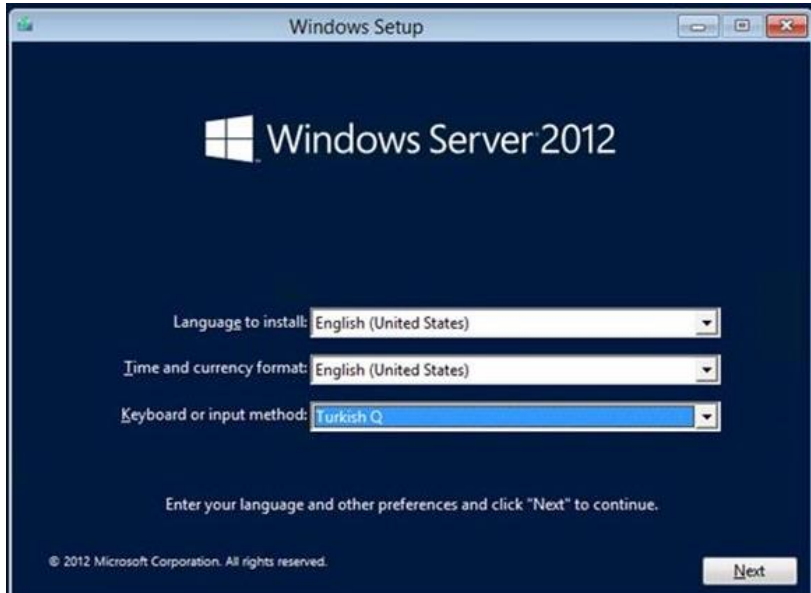 Windows Setup
Windows Server 2012
Language to install: English (United States)
Time and currency format: English (United States)
Keyboard or input method: Turkish Q
Enter your language and other preferences and click "Next" to continue.
© 2012 Microsoft Corporation. All rights reserved.
Next